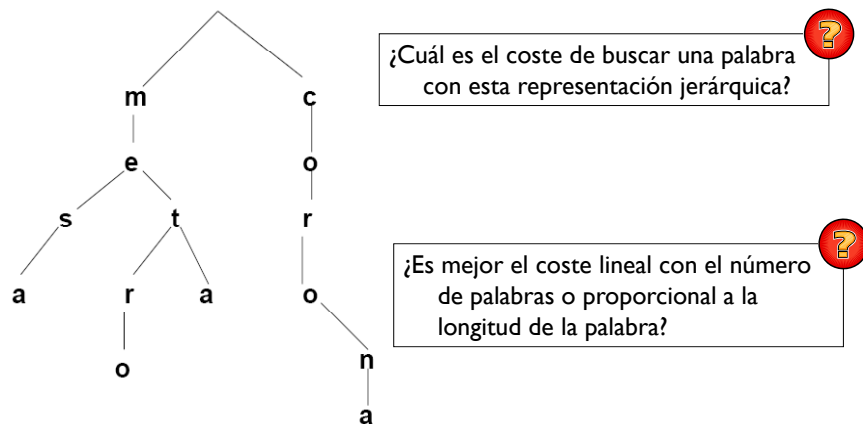 ?
¿Cuál es el coste de buscar una palabra
con esta representación jerárquica?
m c
e o
s t r
?
¿Es mejor el coste lineal con el número
de palabras o proporcional a la
longitud de la palabra?
a r a o
o n
a